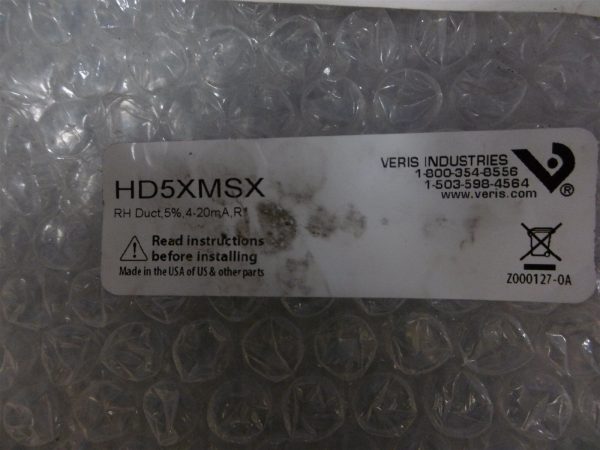 HD5XMSX
RH Duct,5%,4-20mA,R1
Read instructions
before installing
Made in the USA of US & other parts
VERIS INDUSTRIES
1-800-354-8556
1-503-598-4564
www.veris.com
®
Z000127-0A